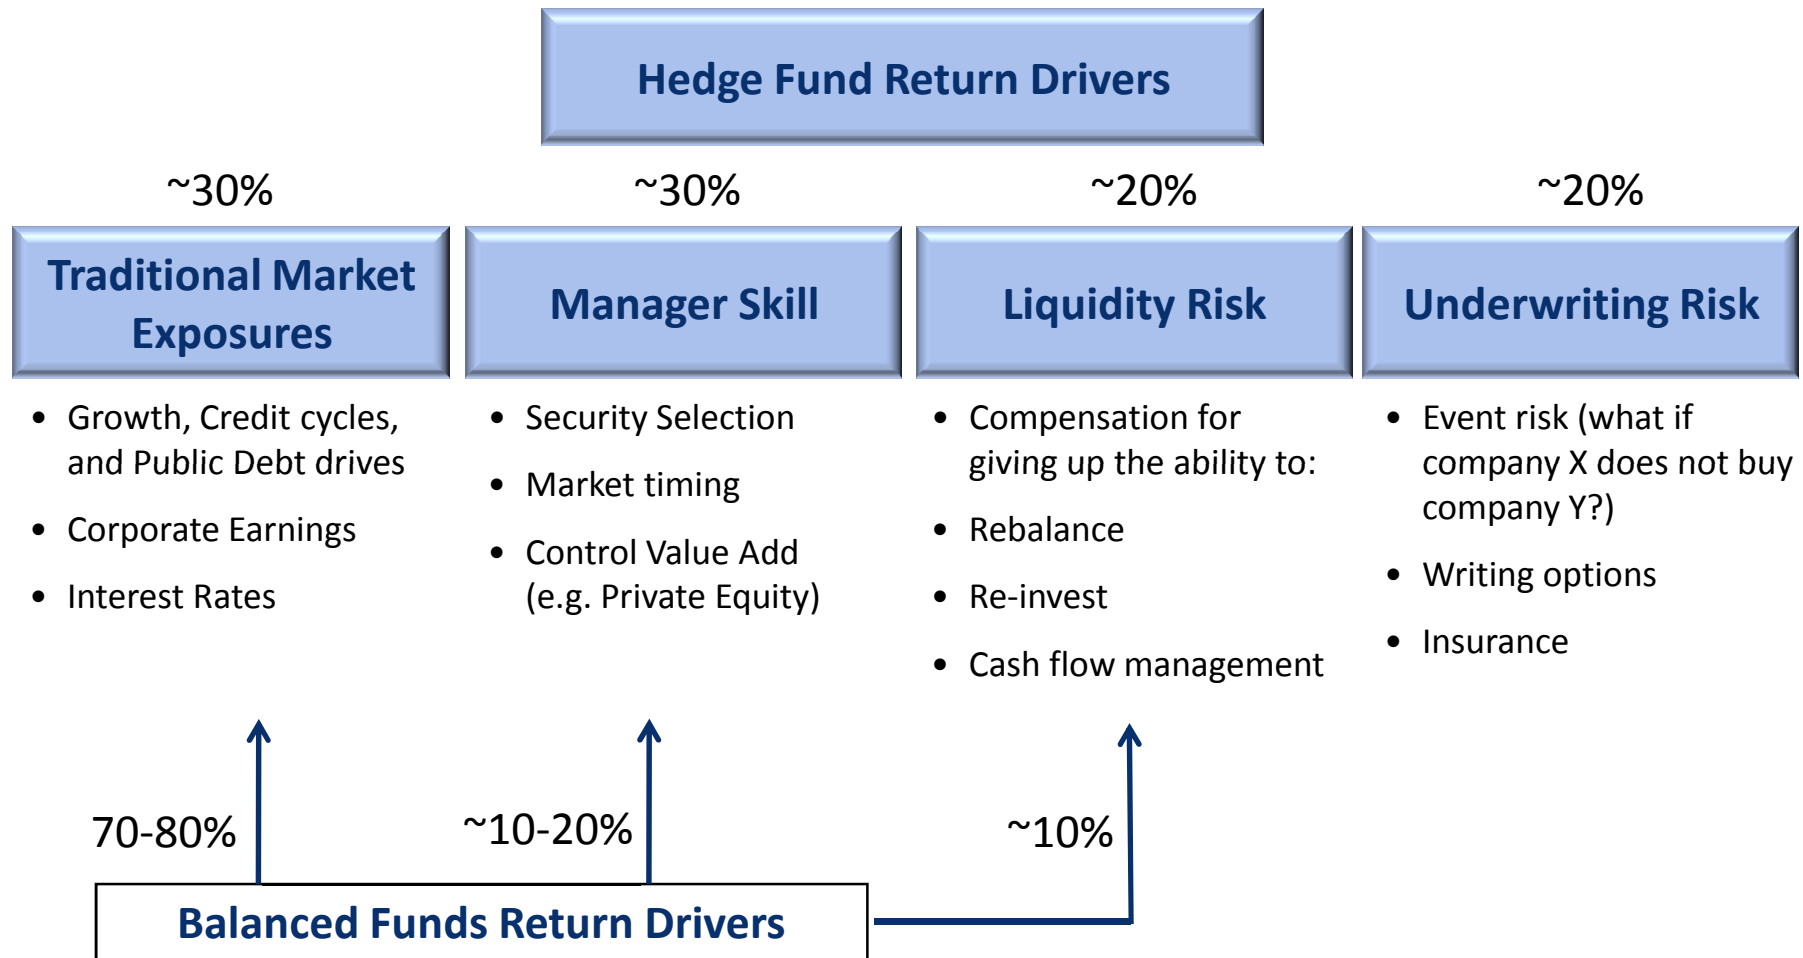 Hedge Fund Return Drivers
~30%
~30%
~20%
~20%
Traditional Market
Exposures
Manager Skill
Liquidity Risk
Underwriting Risk
• Growth, Credit cycles,
and Public Debt drives
• Corporate Earnings
• Interest Rates
• Security Selection
• Market timing
• Control Value Add
(e.g. Private Equity)
• Compensation for
giving up the ability to:
• Rebalance
• Re-invest
• Cash flow management
• Event risk (what if
company X does not buy
company Y?)
• Writing options
• Insurance
70-80%
~10-20%
~10%
Balanced Funds Return Drivers